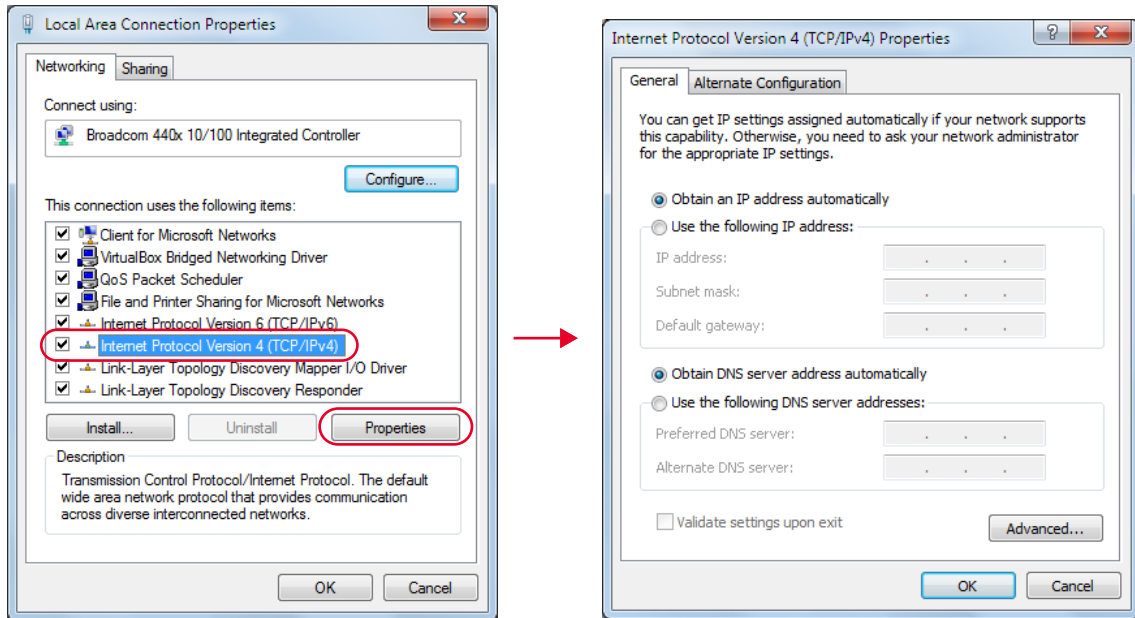 Local Area Connection Properties
Networking
Sharing
Connect using:
Broadcom 440x 10/100 Integrated Controller
Configure...
This connection uses the following items:
Client for Microsoft Networks
VirtualBox Bridged Networking Driver
QoS Packet Scheduler
File and Printer Sharing for Microsoft Networks
Internet Protocol Version 6 (TCP/IPv6)
Internet Protocol Version 4 (TCP/IPv4)
Link-Layer Topology Discovery Mapper I/O Driver
Link-Layer Topology Discovery Responder
Install...
Uninstall
Properties
Description
Transmission Control Protocol/Internet Protocol. The default
wide area network protocol that provides communication
across diverse interconnected networks.
OK
Cancel
Internet Protocol Version 4 (TCP/IPv4) Properties
General
Alternate Configuration
You can get IP settings assigned automatically if your network supports
this capability. Otherwise, you need to ask your network administrator
for the appropriate IP settings.
Obtain an IP address automatically
Use the following IP address:
IP address:
Subnet mask:
Default gateway:
Obtain DNS server address automatically
Use the following DNS server addresses:
Preferred DNS server:
Alternate DNS server:
Validate settings upon exit
Advanced...
OK
Cancel